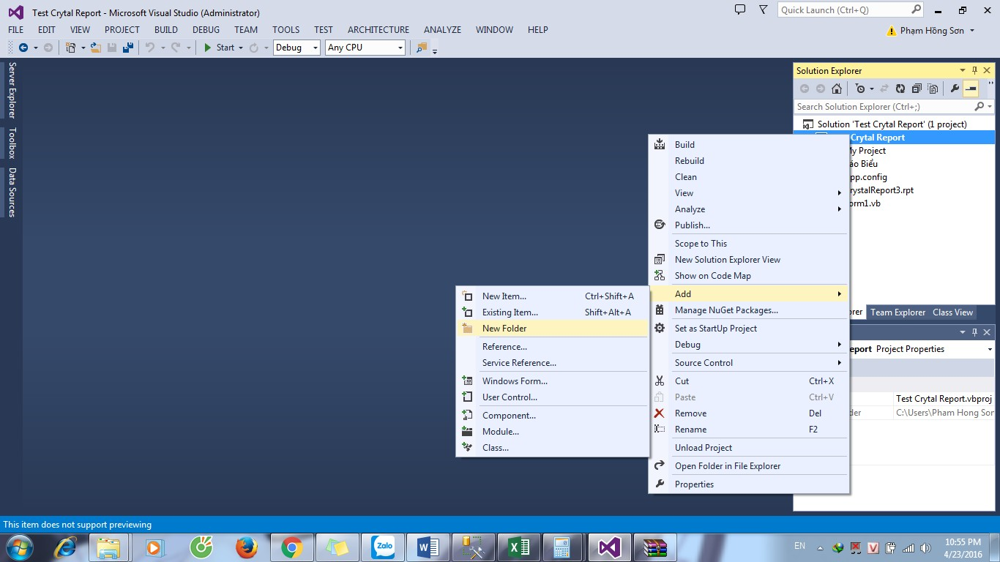 Test Crytal Report - Microsoft Visual Studio (Administrator)
Quick Launch (Ctrl+Q)
FILE EDIT VIEW PROJECT BUILD DEBUG TEAM TOOLS TEST ARCHITECTURE ANALYZE WINDOW HELP
Phạm Hồng Sơn
Start Debug Any CPU
Server Explorer
Toolbox
Data Sources
Solution Explorer
Search Solution Explorer (Ctrl+;)
Solution 'Test Crytal Report' (1 project)
Crytal Report
My Project
áo Biểu
pp.config
rystalReport3.rpt
orm1.vb
Build
Rebuild
Clean
View
Analyze
Publish...
Scope to This
New Solution Explorer View
Show on Code Map
Add
Manage NuGet Packages...
Set as StartUp Project
Debug
Source Control
Cut Ctrl+X
Paste Ctrl+V
Remove Del
Rename F2
Unload Project
Open Folder in File Explorer
Properties
New Item... Ctrl+Shift+A
Existing Item... Shift+Alt+A
New Folder
Reference...
Service Reference...
Windows Form...
User Control...
Component...
Module...
Class...
rer Team Explorer Class View
eport Project Properties
Test Crytal Report.vbproj
der C:\Users\Pham Hong Son
This item does not support previewing
Zalo
EN
10:55 PM
4/23/2016